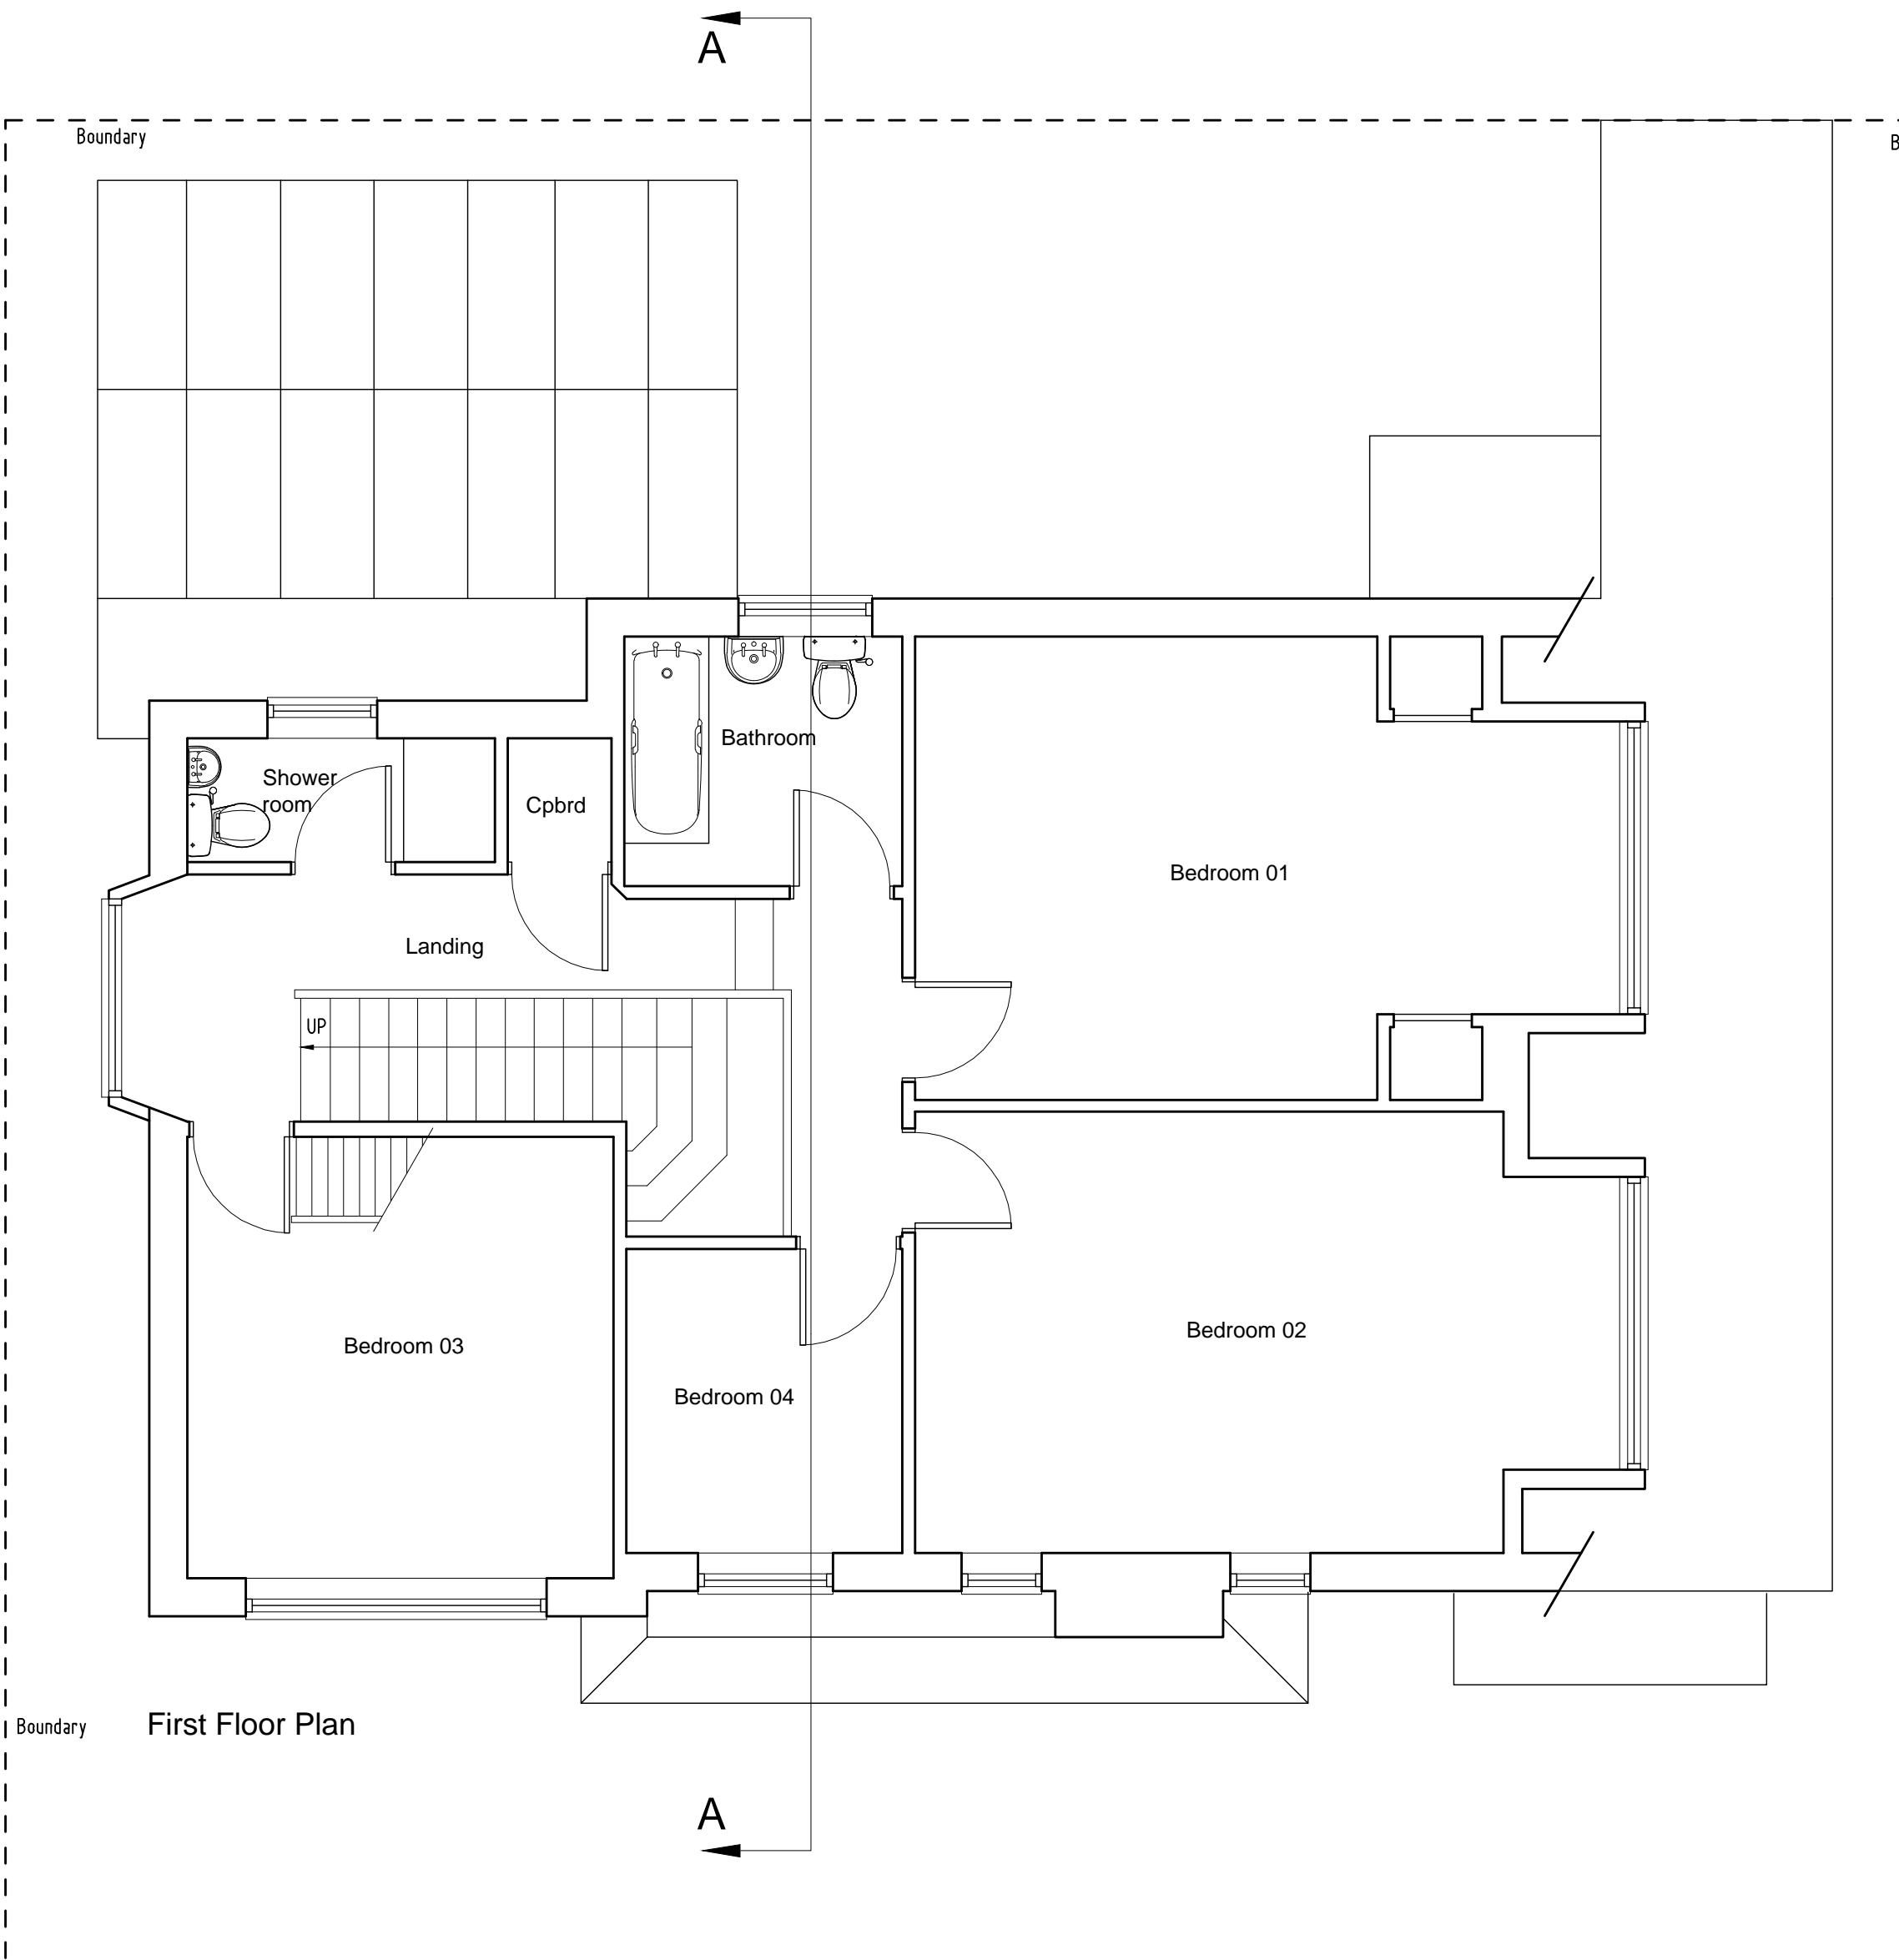 A
Boundary
B
Bathroom
Shower
room
Cpbrd
Bedroom 01
Landing
UP
Bedroom 03
Bedroom 02
Bedroom 04
Boundary
First Floor Plan
A